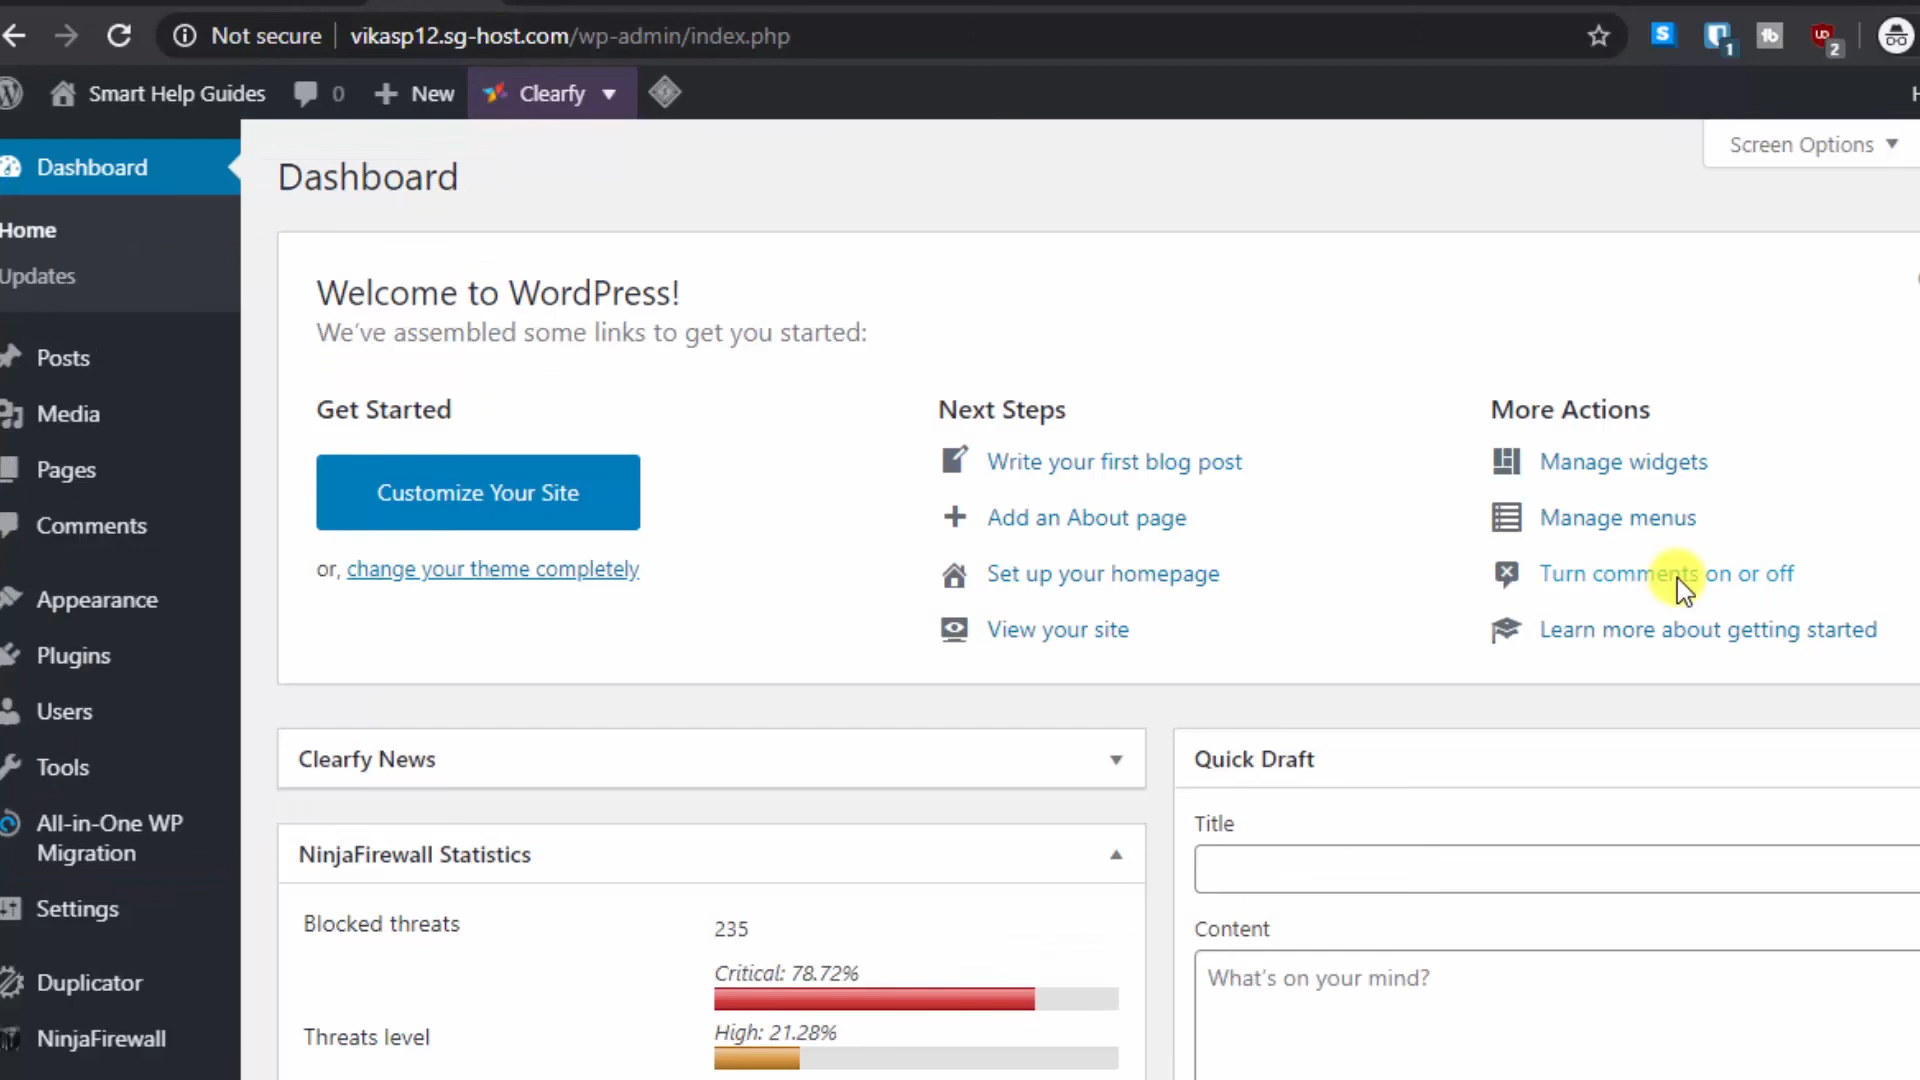 Not secure vikasp12.sg-host.com/wp-admin/index.php
S 1 tb UD 2
Smart Help Guides 0 New Clearfy
Screen Options
Dashboard
Dashboard
Home
Updates
Posts
Media
Pages
Comments
Appearance
Plugins
Users
Tools
All-in-One WP
Migration
Settings
Duplicator
NinjaFirewall
Welcome to WordPress!
We've assembled some links to get you started:
Get Started
Customize Your Site
or, change your theme completely
Next Steps
Write your first blog post
Add an About page
Set up your homepage
View your site
More Actions
Manage widgets
Manage menus
Turn comments on or off
Learn more about getting started
Clearfy News
NinjaFirewall Statistics
Blocked threats 235
Critical: 78.72%
Threats level
High: 21.28%
Quick Draft
Title
Content
What's on your mind?